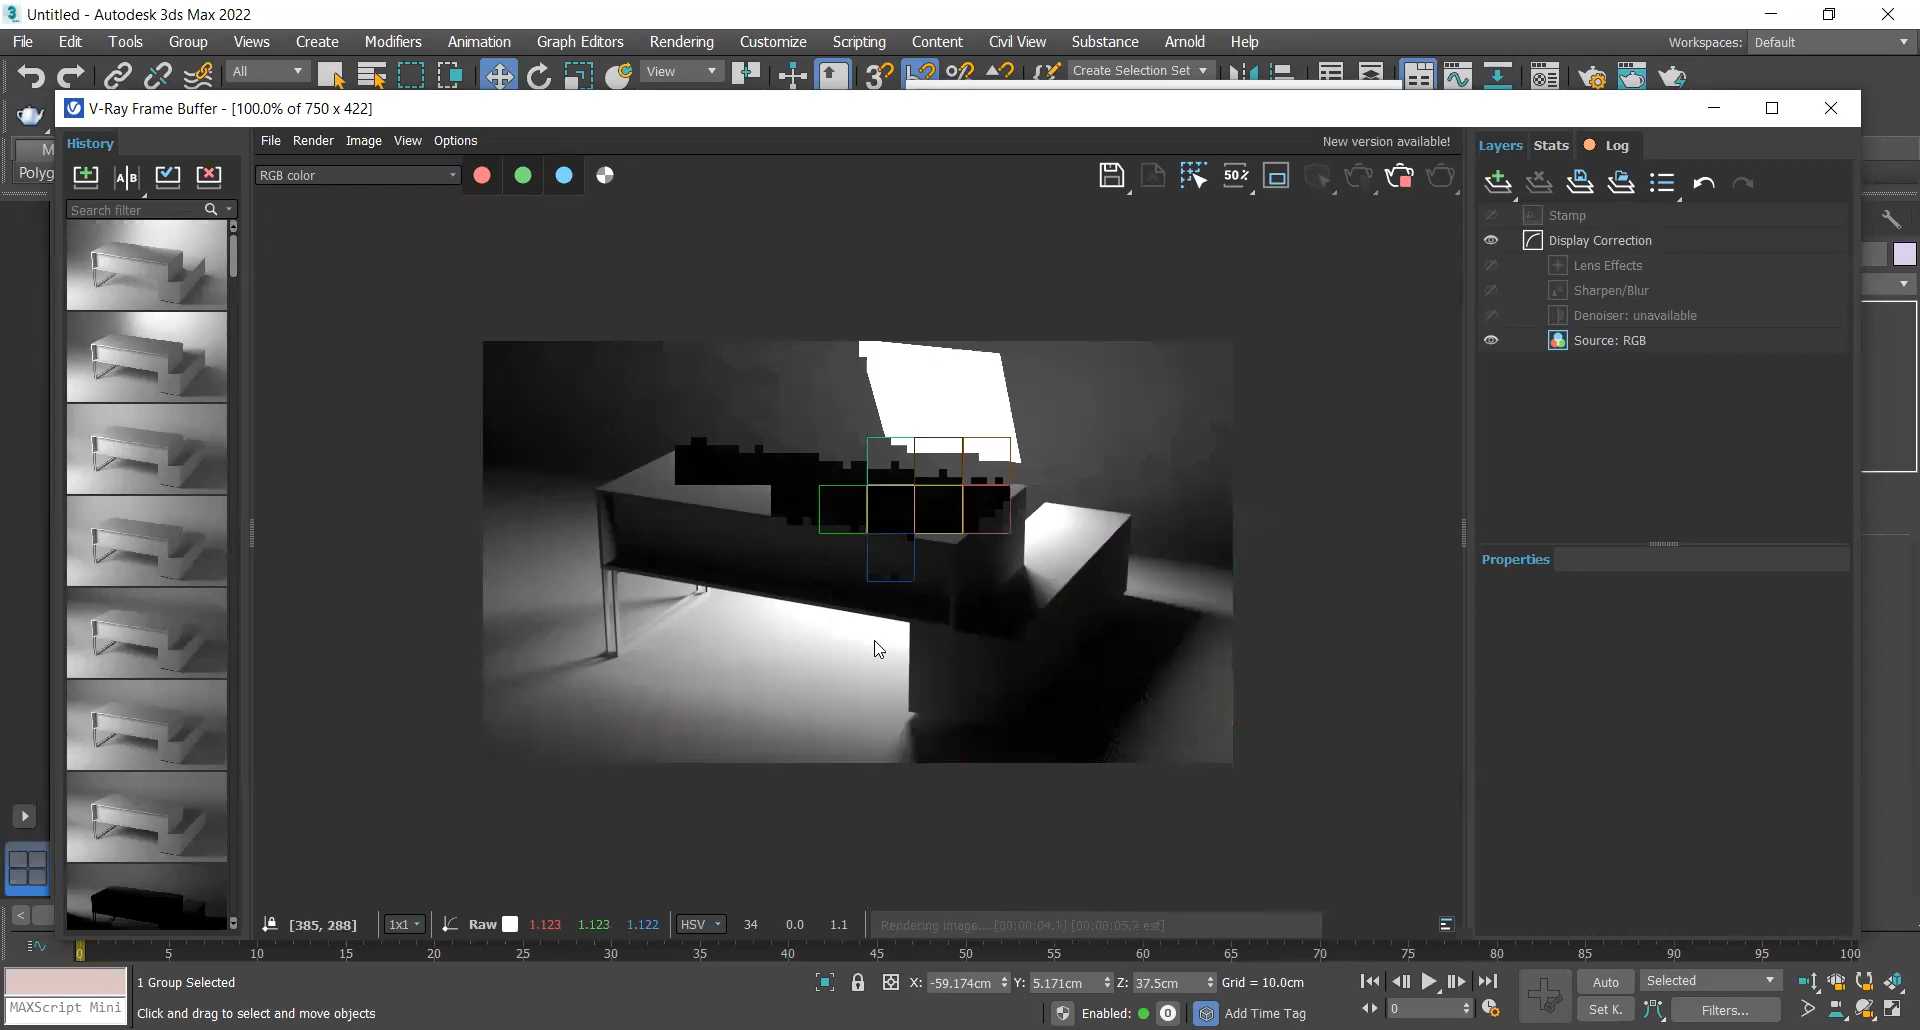 Untitled - Autodesk 3ds Max 2022
File Edit Tools Group Views Create Modifiers Animation Graph Editors Rendering Customize Scripting Content Civil View Substance Arnold Help Workspaces: Default
All View Create Selection Set
V-Ray Frame Buffer - [100.0% of 750 x 422]
History File Render Image View Options New version available! Layers Stats Log
Polyg
RGB color 50%
Search filter
Stamp
Display Correction
Lens Effects
Sharpen/Blur
Denoiser: unavailable
Source: RGB
Properties
[385, 288] 1x1 Raw 1.123 1.123 1.122 HSV 34 0.0 1.1
0 5 10 15 20 25 30 35 40 45 50 55 60 65 70 75 80 85 90 95 100
1 Group Selected X: -59.174cm Y: 5.171cm Z: 37.5cm Grid = 10.0cm Auto Selected
MAXScript Mini Click and drag to select and move objects Enabled: 0 Add Time Tag 0 Set K. Filters...